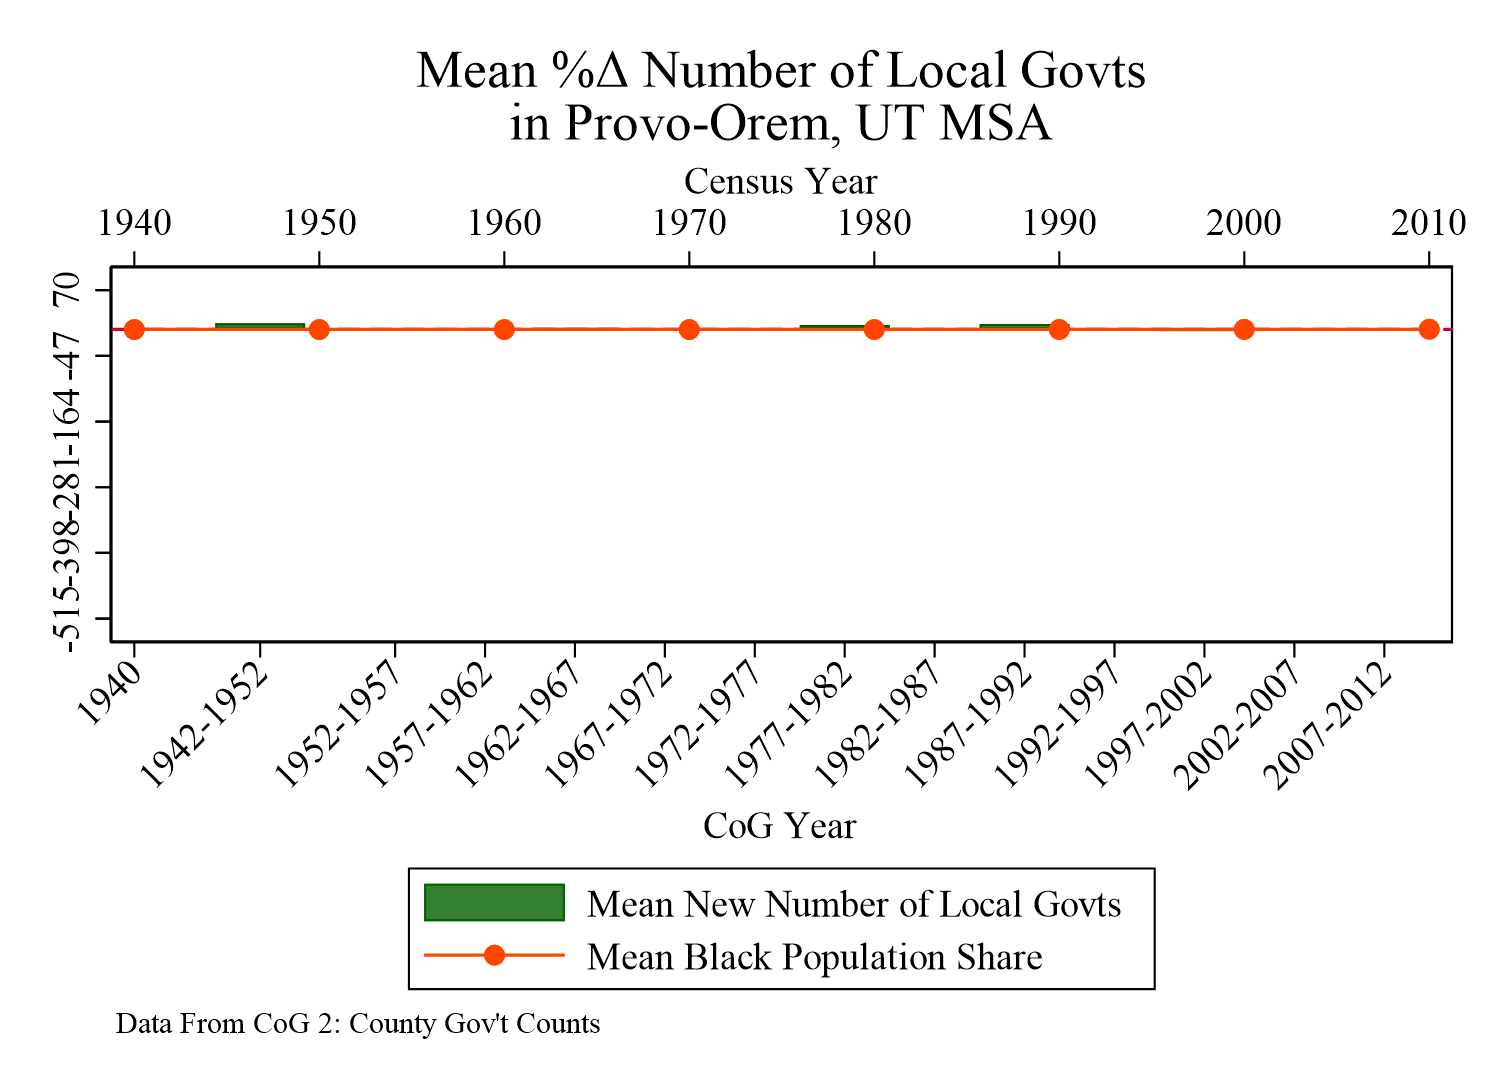 Mean %Δ Number of Local Govts
in Provo-Orem, UT MSA
Census Year
1940 1950 1960 1970 1980 1990 2000 2010
70
-47
-164
-281
-398
-515
1940 1942-1952 1952-1957 1957-1962 1962-1967 1967-1972 1972-1977 1977-1982 1982-1987 1987-1992 1992-1997 1997-2002 2002-2007 2007-2012
CoG Year
Mean New Number of Local Govts
Mean Black Population Share
Data From CoG 2: County Gov't Counts